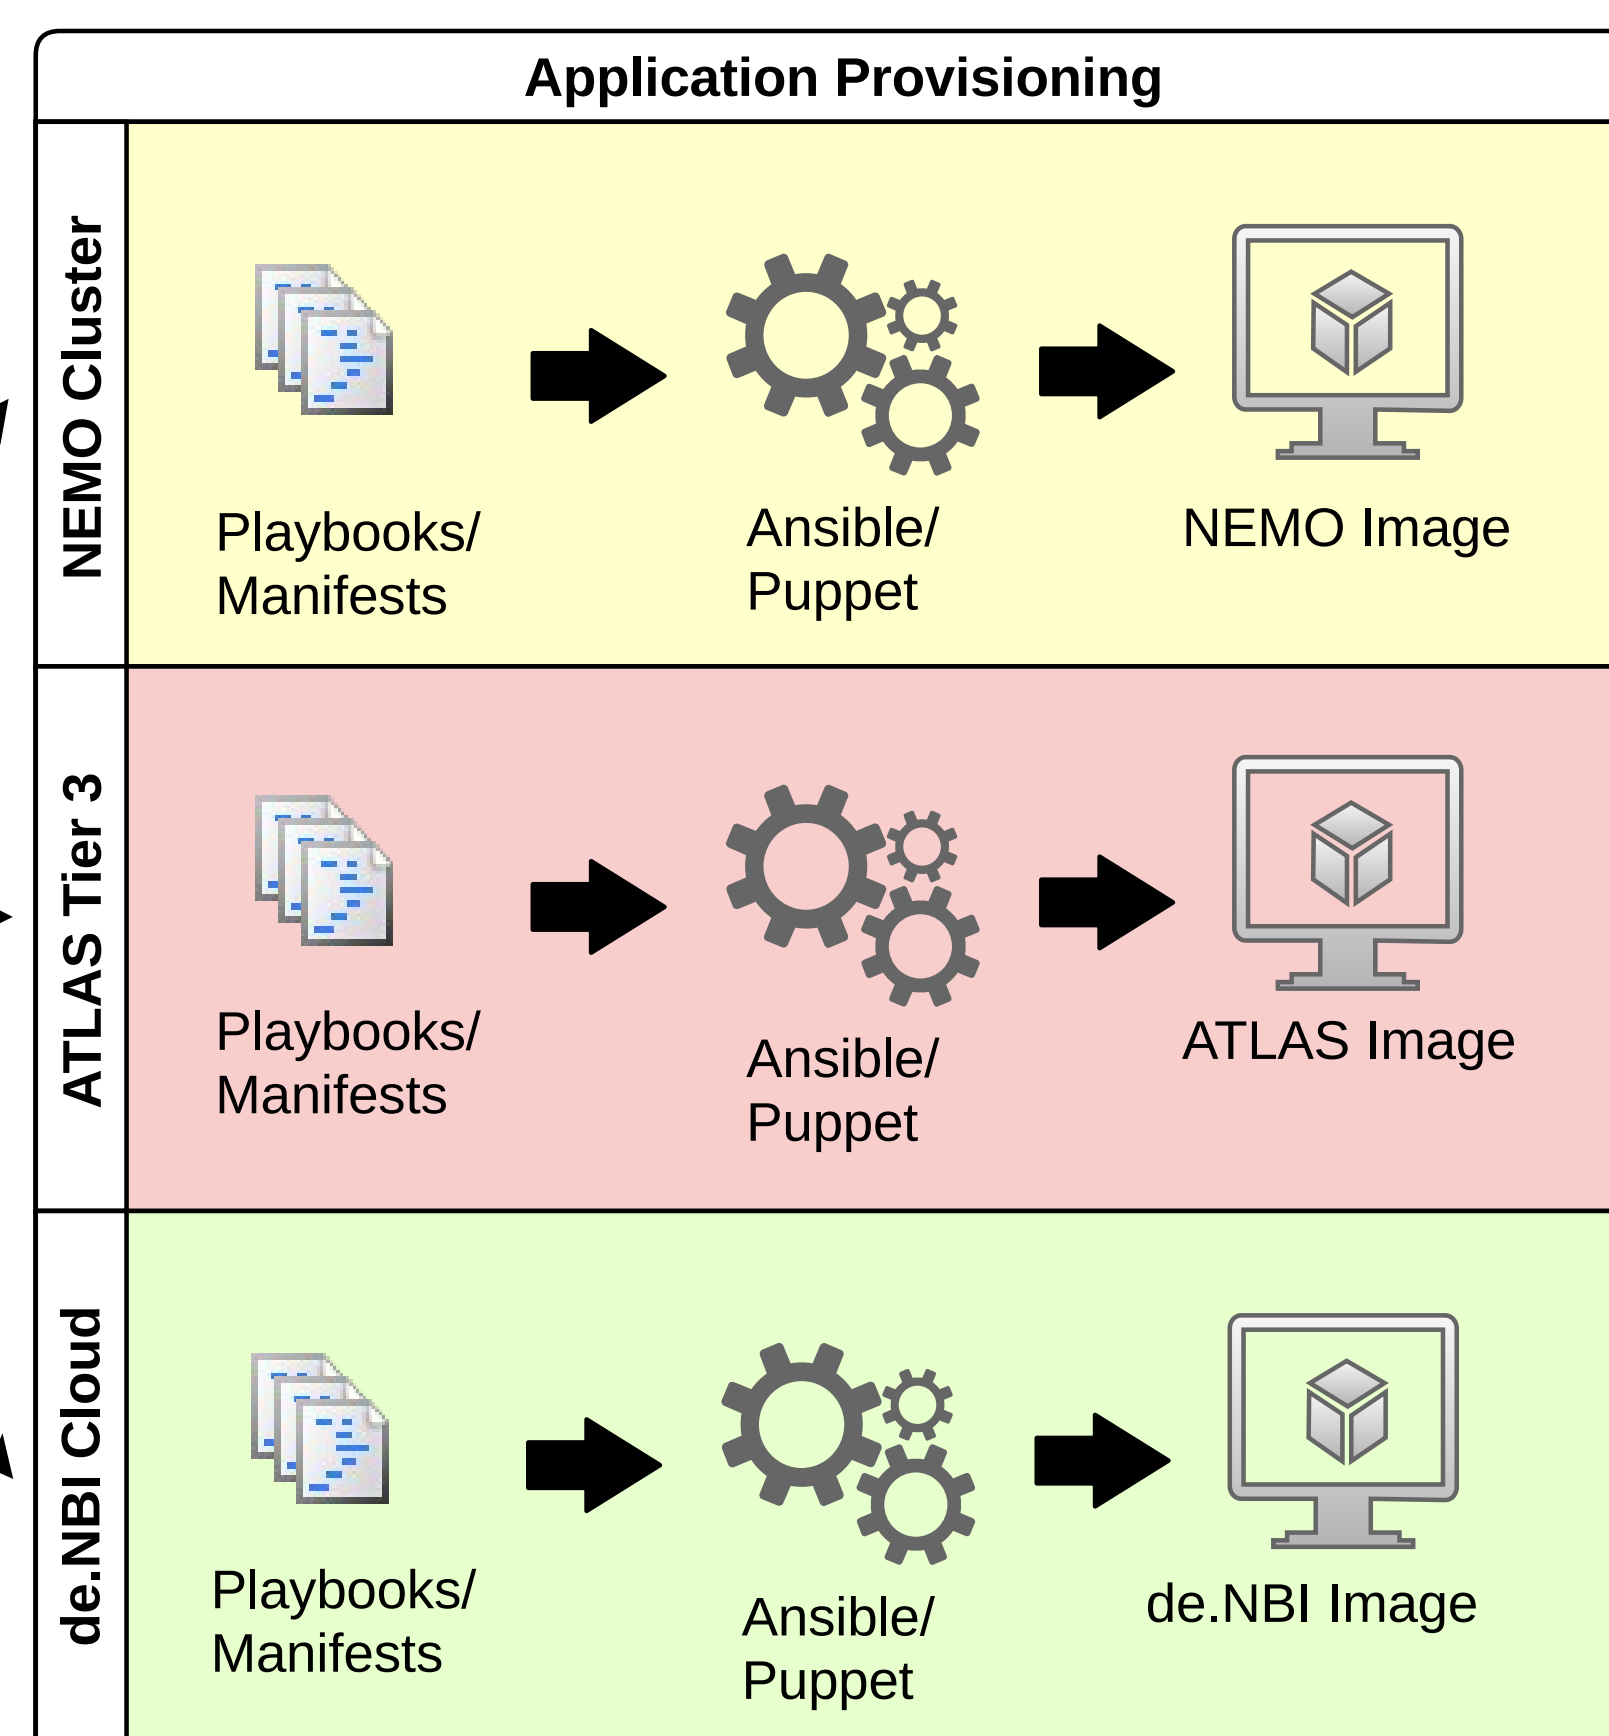 Application Provisioning
NEMO Cluster
Playbooks/
Manifests
Ansible/
Puppet
NEMO Image
ATLAS Tier 3
Playbooks/
Manifests
Ansible/
Puppet
ATLAS Image
de.NBI Cloud
Playbooks/
Manifests
Ansible/
Puppet
de.NBI Image